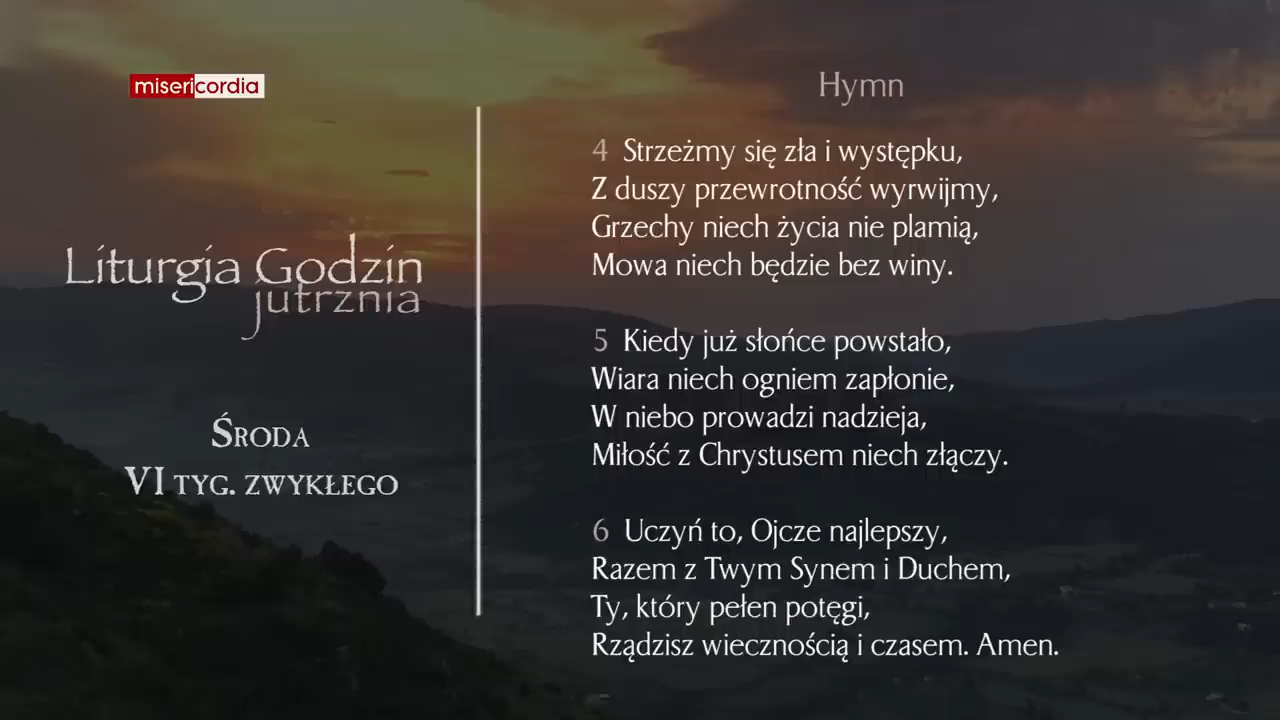 misericordia
Liturgia Godzin
jutrznia
Środa
VI tyg. zwykłego
Hymn
4 Strzeżmy się zła i występku,
Z duszy przewrotność wyrwijmy,
Grzechy niech życia nie plamią,
Mowa niech będzie bez winy.
5 Kiedy już słońce powstało,
Wiara niech ogniem zapłonie,
W niebo prowadzi nadzieja,
Miłość z Chrystusem niech złączy.
6 Uczyń to, Ojcze najlepszy,
Razem z Twym Synem i Duchem,
Ty, który pełen potęgi,
Rządzisz wiecznością i czasem. Amen.